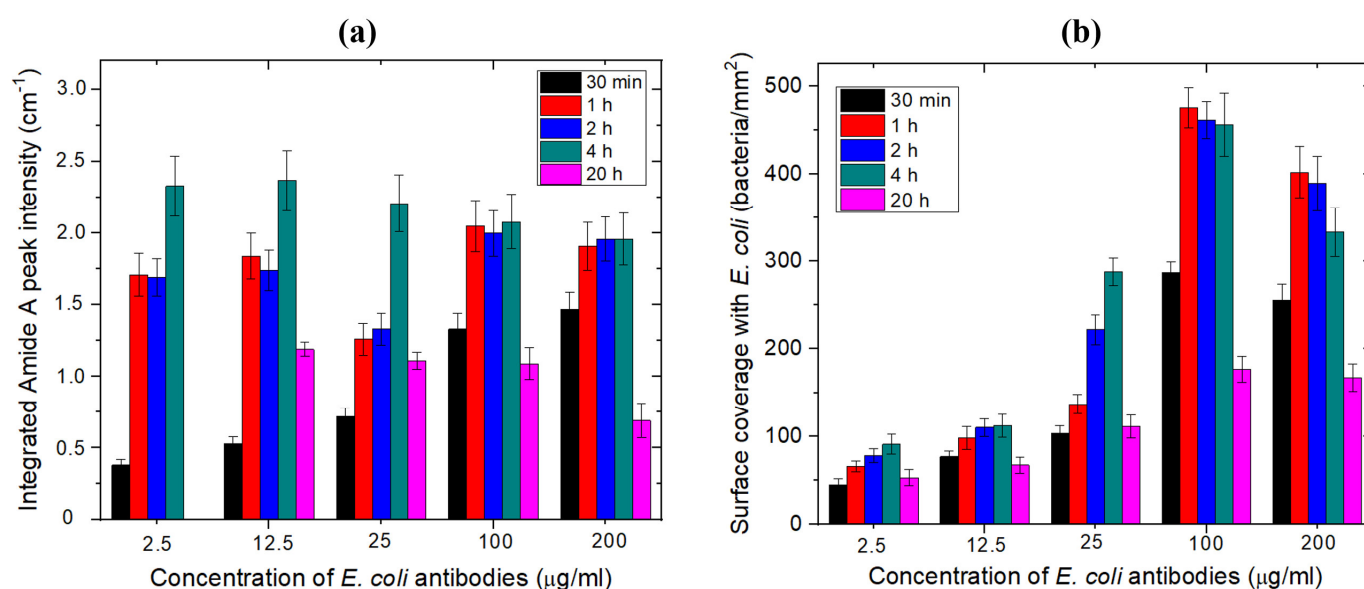 (a)
Integrated Amide A peak intensity (cm⁻¹)
3.0
2.5
2.0
1.5
1.0
0.5
0
30 min
1 h
2 h
4 h
20 h
2.5 12.5 25 100 200
Concentration of E. coli antibodies (μg/ml)
(b)
Surface coverage with E. coli (bacteria/mm²)
500
400
300
200
100
0
30 min
1 h
2 h
4 h
20 h
2.5 12.5 25 100 200
Concentration of E. coli antibodies (μg/ml)